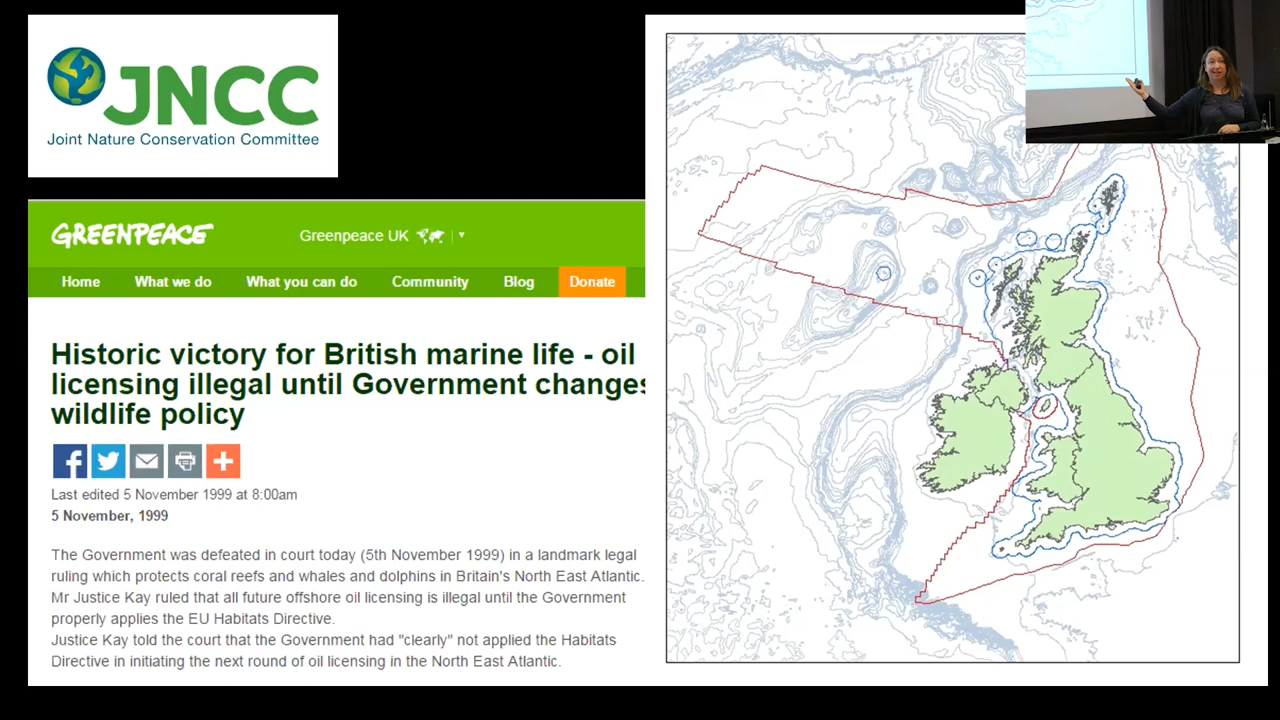 JNCC
Joint Nature Conservation Committee
GREENPEACE
Greenpeace UK
Home What we do What you can do Community Blog Donate
Historic victory for British marine life - oil
licensing illegal until Government changes
wildlife policy
Last edited 5 November 1999 at 8:00am
5 November, 1999
The Government was defeated in court today (5th November 1999) in a landmark legal
ruling which protects coral reefs and whales and dolphins in Britain's North East Atlantic.
Mr Justice Kay ruled that all future offshore oil licensing is illegal until the Government
properly applies the EU Habitats Directive.
Justice Kay told the court that the Government had "clearly" not applied the Habitats
Directive in initiating the next round of oil licensing in the North East Atlantic.